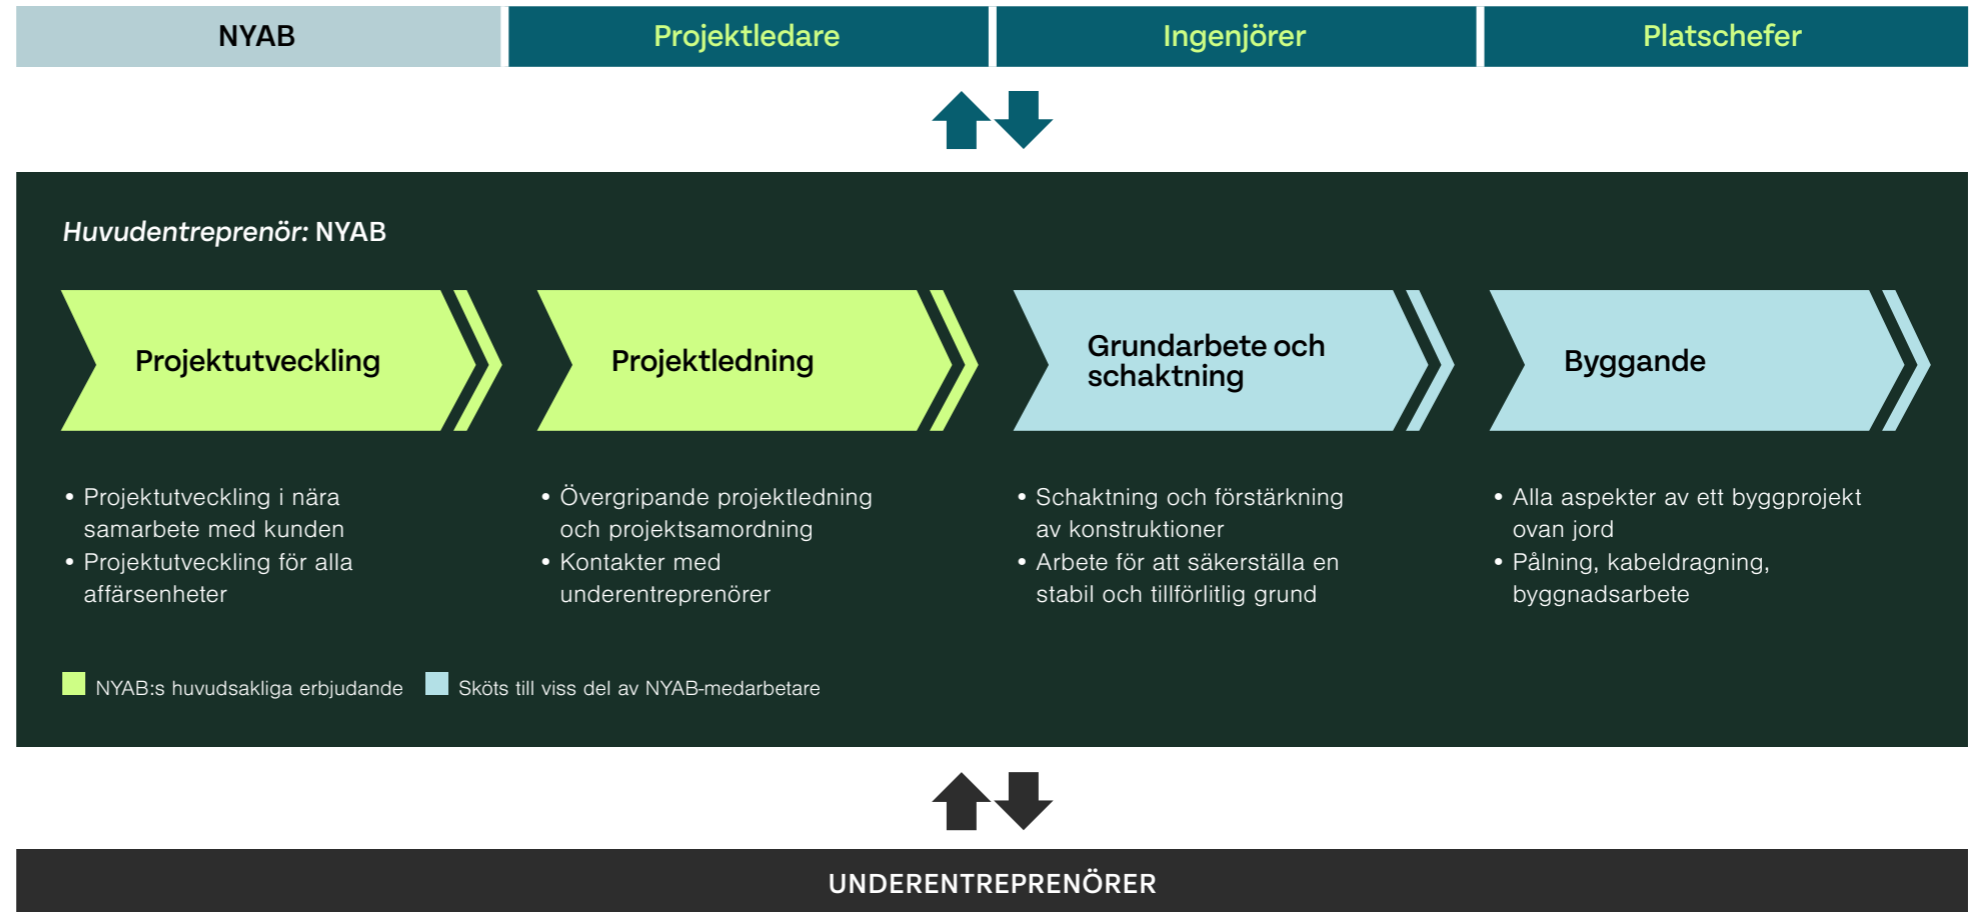 NYAB
Projektledare
Ingenjörer
Platschefer
Huvudentreprenör: NYAB
Projektutveckling
Projektledning
Grundarbete och
schaktning
Byggande
• Projektutveckling i nära
samarbete med kunden
• Projektutveckling för alla
affärsenheter
• Övergripande projektledning
och projektsamordning
• Kontakter med
underentreprenörer
• Schaktning och förstärkning
av konstruktioner
• Arbete för att säkerställa en
stabil och tillförlitlig grund
• Alla aspekter av ett byggprojekt
ovan jord
• Pålning, kabeldragning,
byggnadsarbete
NYAB:s huvudsakliga erbjudande
Sköts till viss del av NYAB-medarbetare
UNDERENTREPRENÖRER